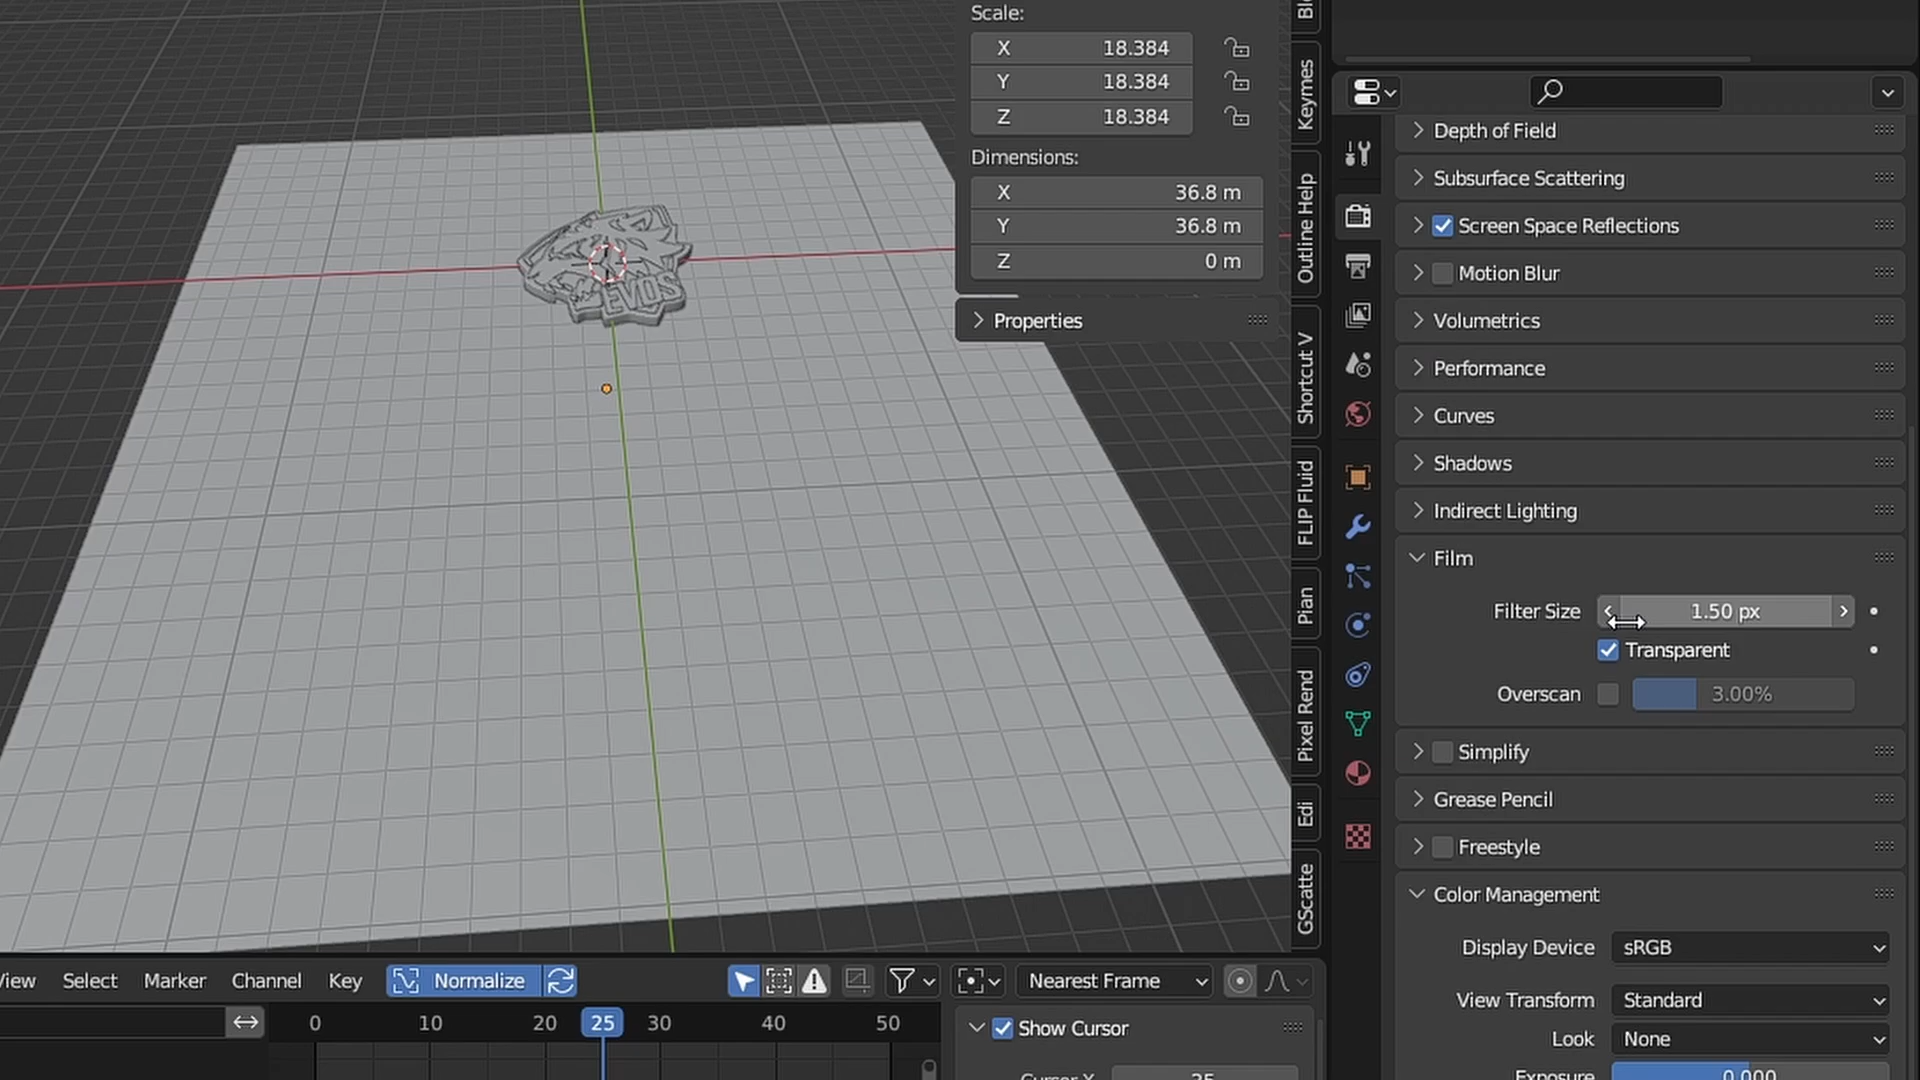 Scale:
X 18.384
Y 18.384
Z 18.384
Dimensions:
X 36.8 m
Y 36.8 m
Z 0 m
Properties
EVOS
Keymes
Outline Help
Shortcut V
FLIP Fluid
Pian
Pixel Rend
Edi
GScatte
Depth of Field
Subsurface Scattering
Screen Space Reflections
Motion Blur
Volumetrics
Performance
Curves
Shadows
Indirect Lighting
Film
Filter Size 1.50 px
Transparent
Overscan 3.00%
Simplify
Grease Pencil
Freestyle
Color Management
Display Device sRGB
View Transform Standard
Look None
Exposure 0.000
Select Marker Channel Key Normalize Nearest Frame
0 10 20 25 30 40 50
Show Cursor